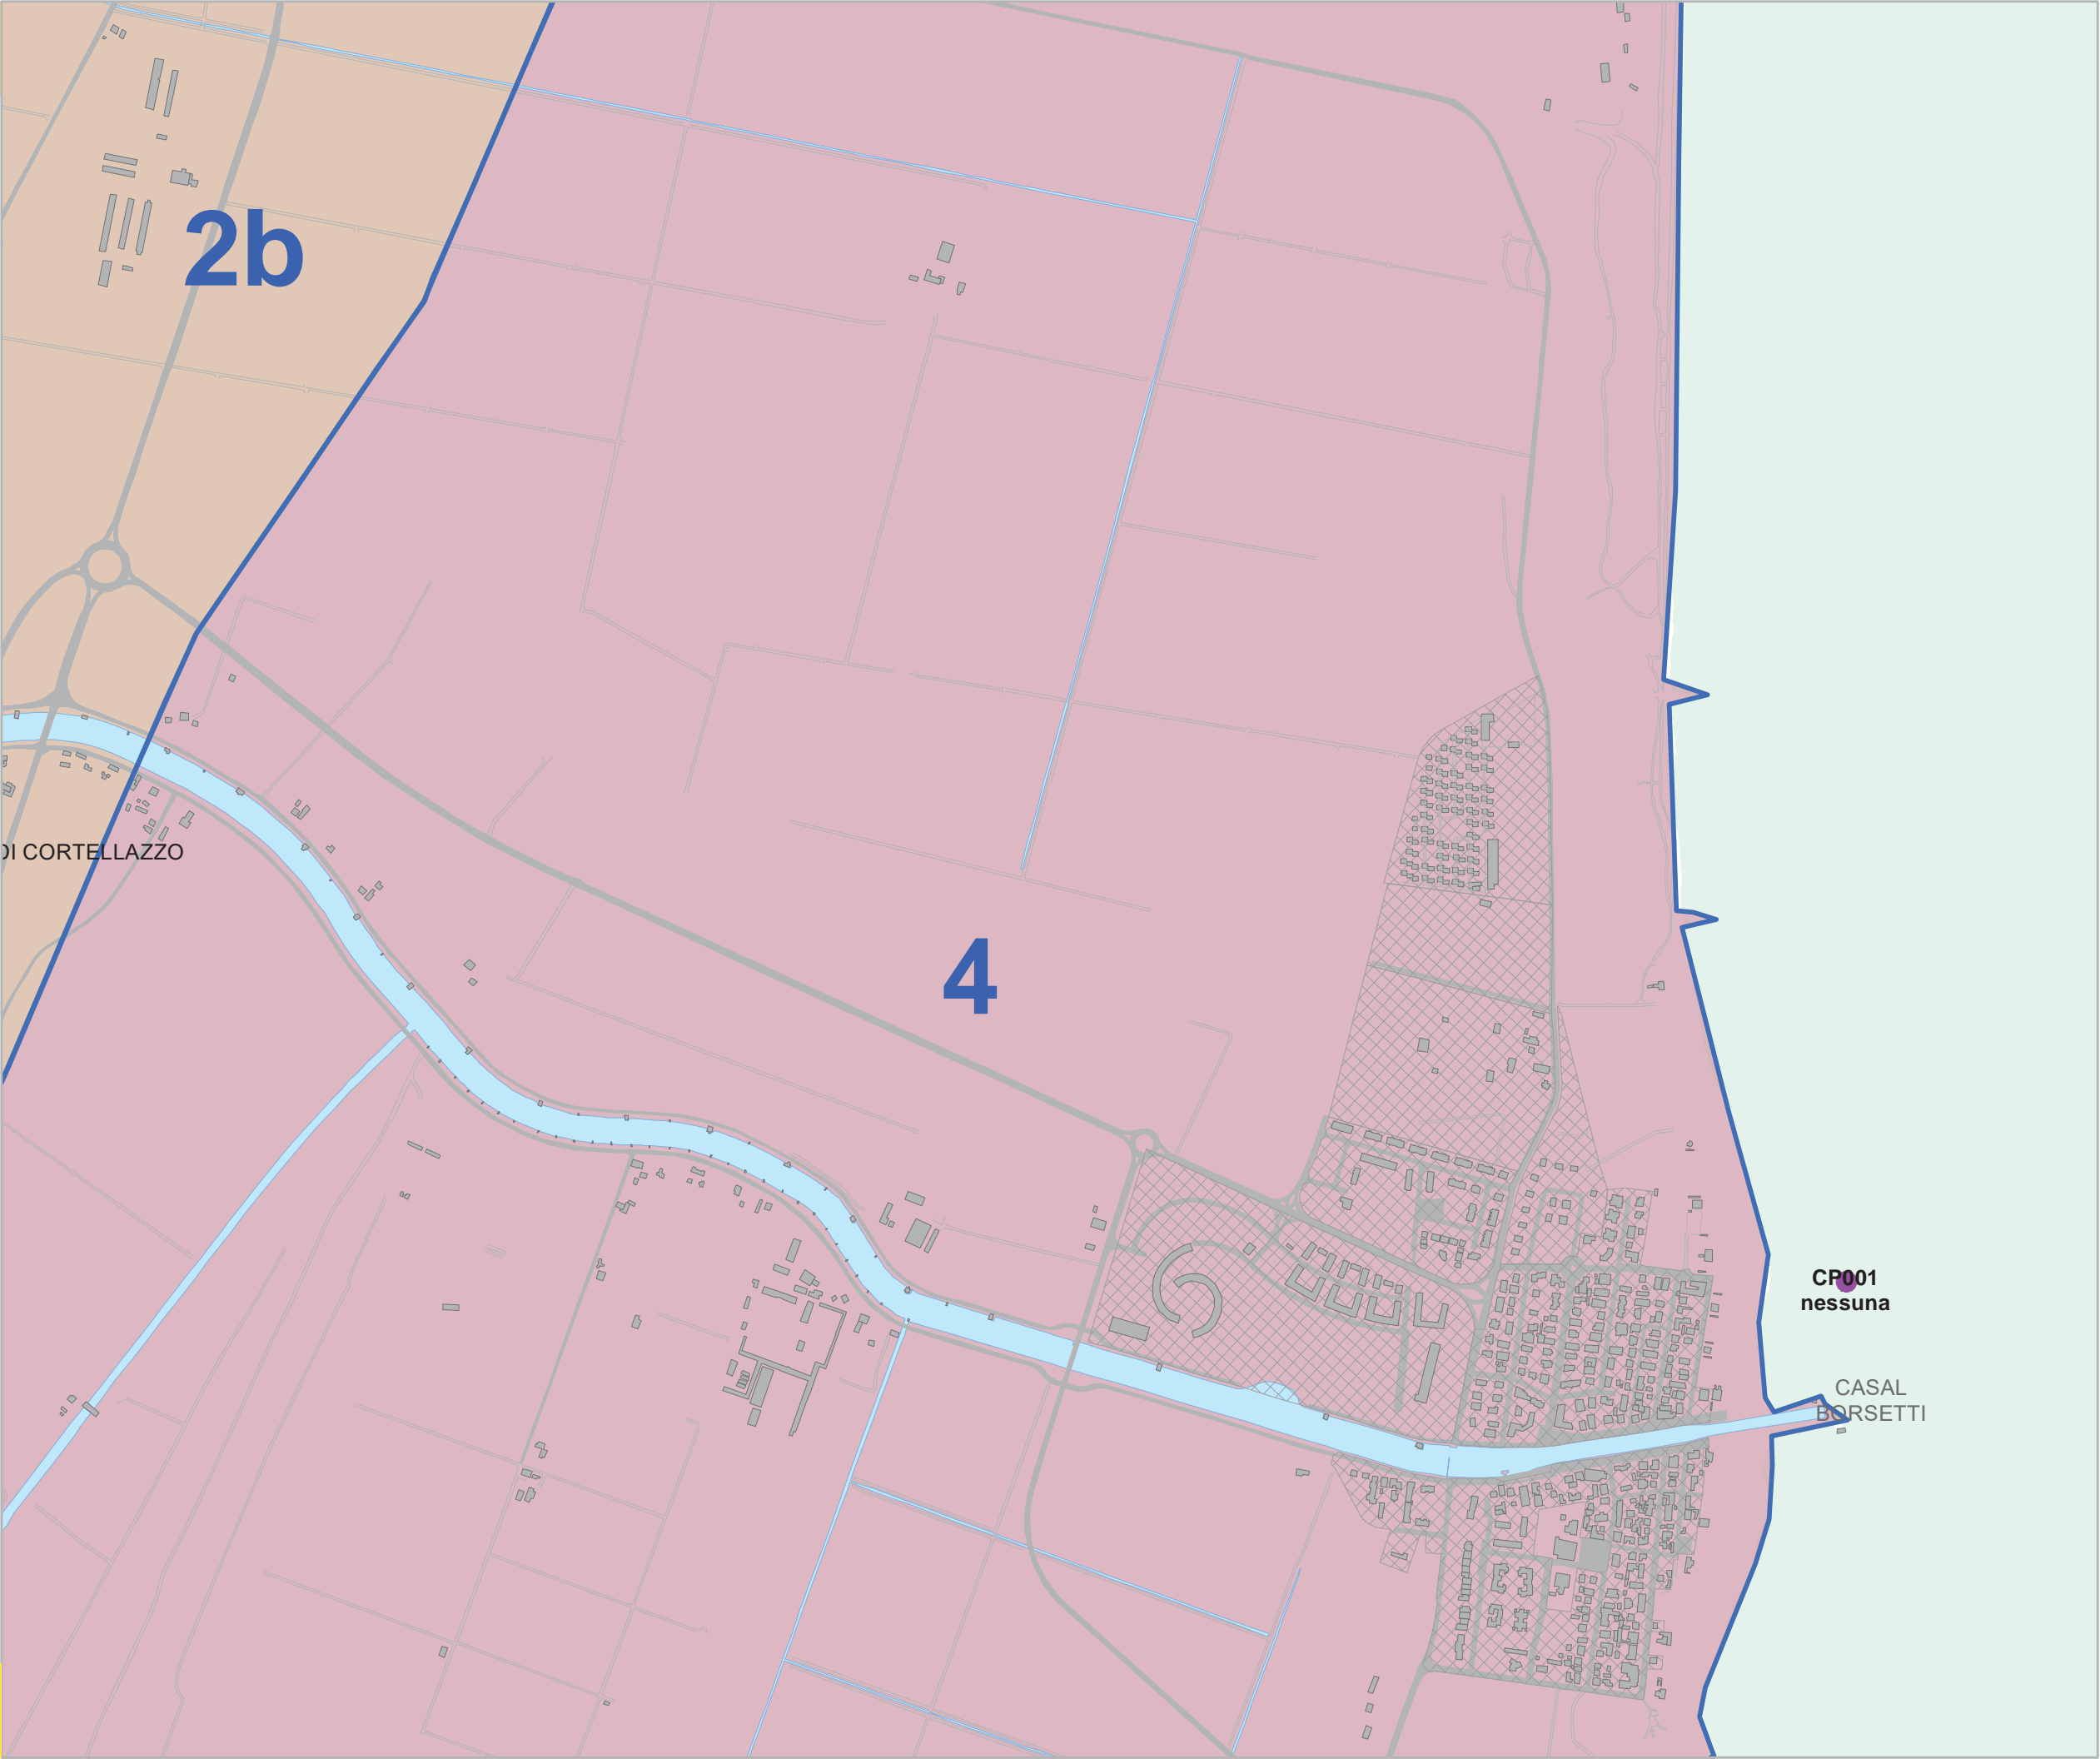 2b
DI CORTELLAZZO
4
CP001
nessuna
CASAL
BORSETTI